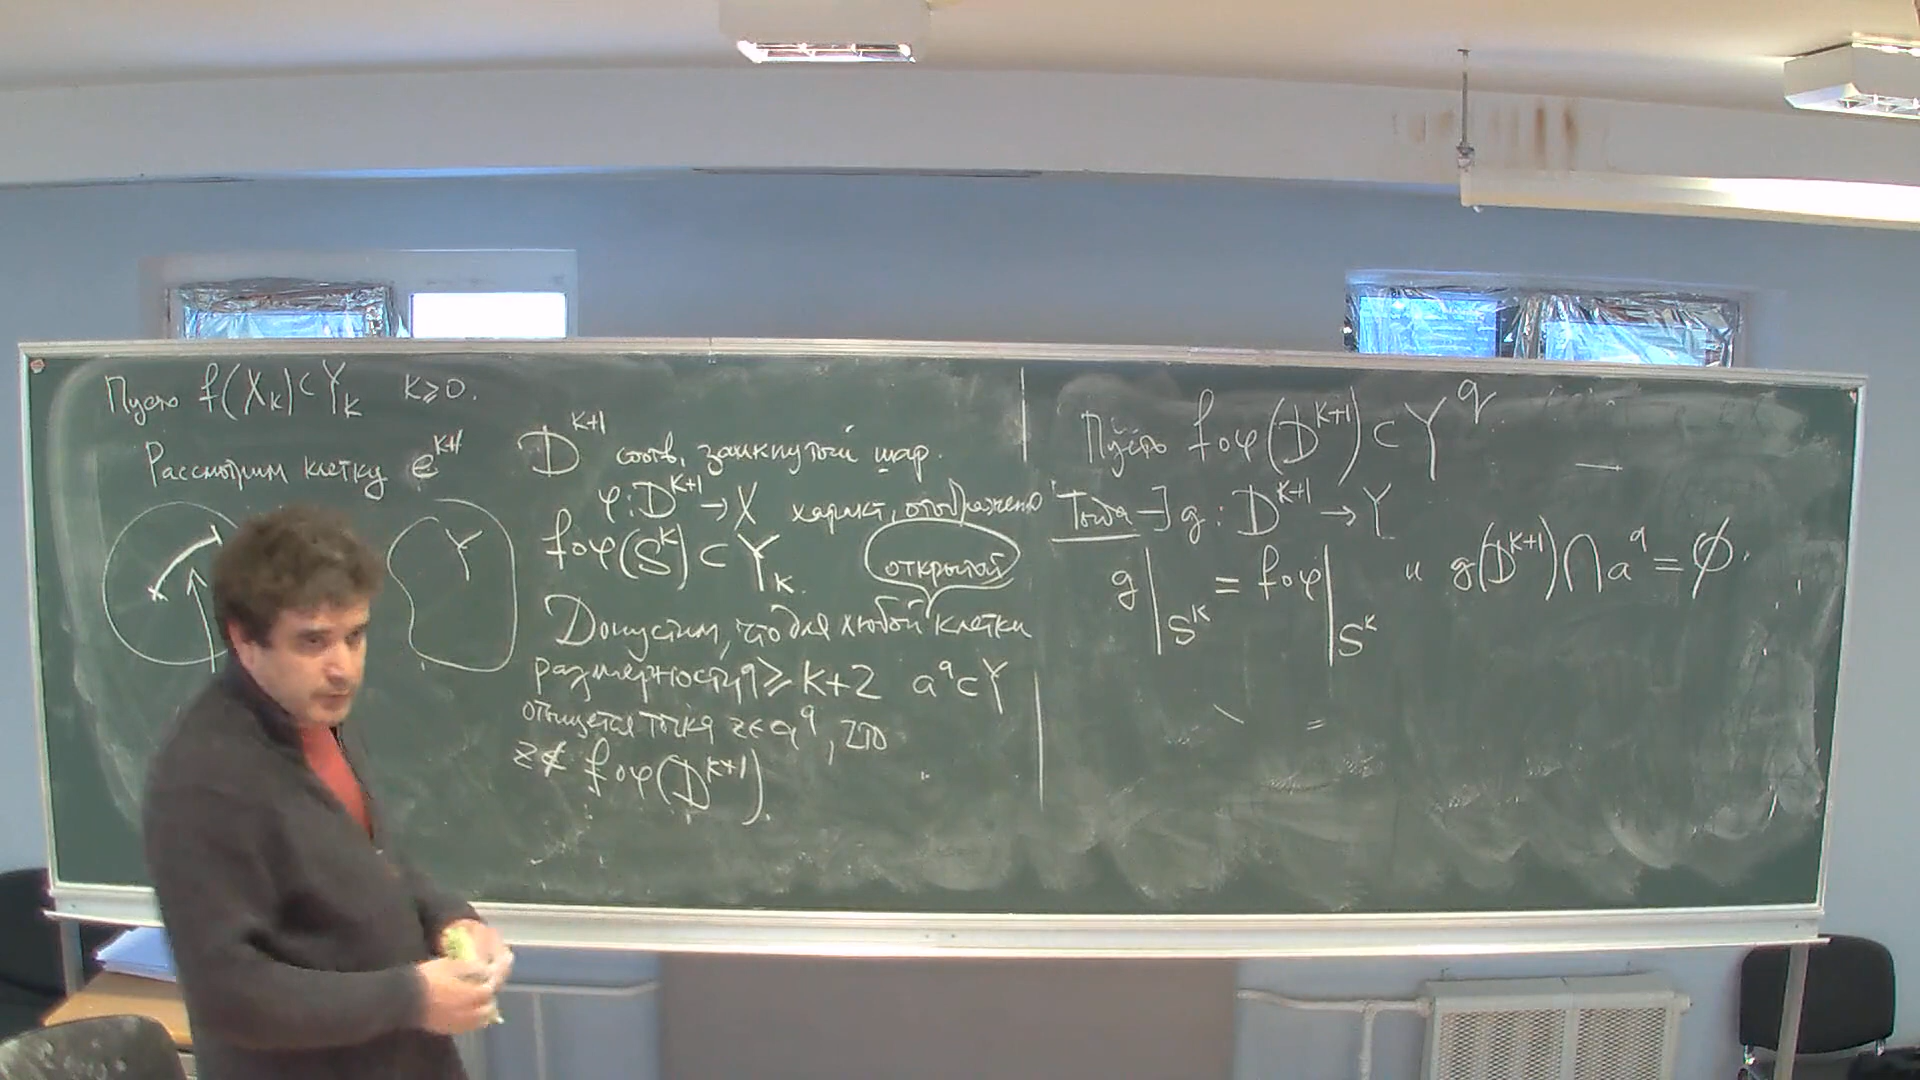 Пусть f(X_k) ⊂ Y_k k ≥ 0.
Рассмотрим клетку e^{k+1}
D^{k+1} соотв. замкнутый шар.
φ: D^{k+1} → X характ. отображение
f∘φ(S^k) ⊂ Y_k.
открытой
Допустим, что для любой клетки
размерности q ≥ k+2 a^q ⊂ Y
отыщется точка z ∈ a^q, что
z ∉ f∘φ(D^{k+1}).
Y
Пусть f∘φ(D^{k+1}) ⊂ Y^q
Тогда ∃ g: D^{k+1} → Y
g|_{S^k} = f∘φ|_{S^k} и g(D^{k+1}) ∩ a^q = ∅.